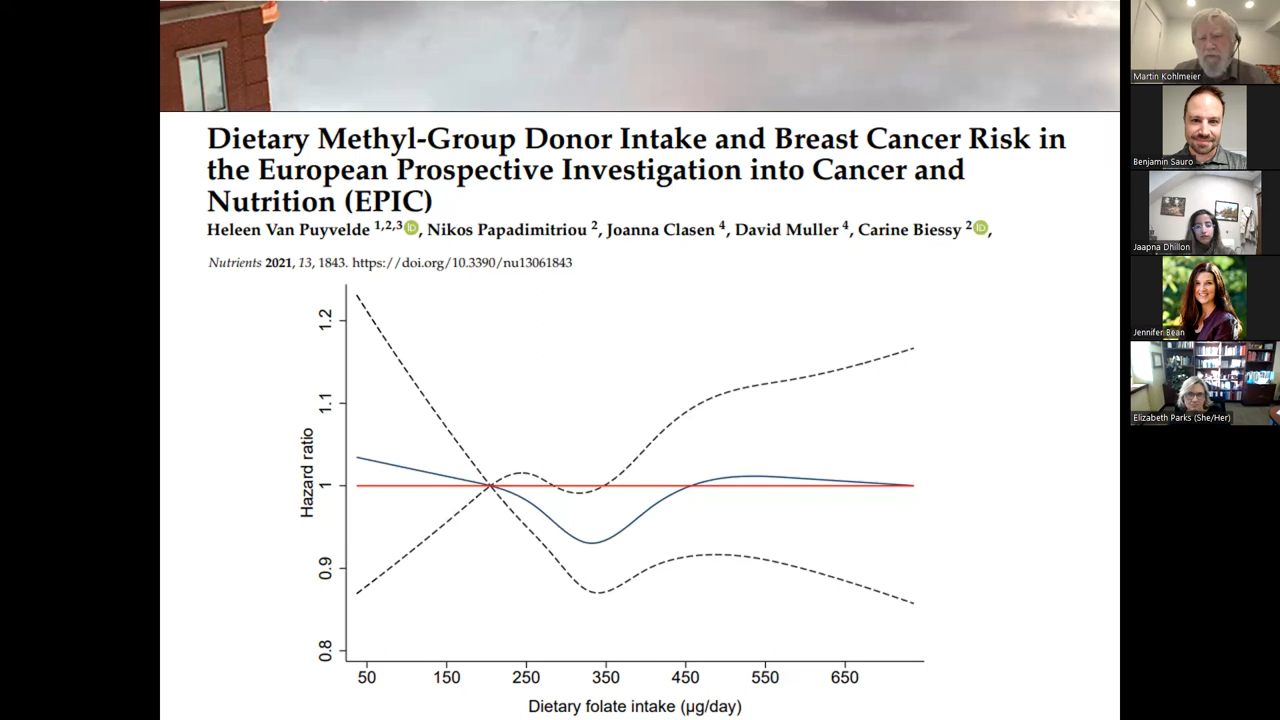 Dietary Methyl-Group Donor Intake and Breast Cancer Risk in
the European Prospective Investigation into Cancer and
Nutrition (EPIC)
Heleen Van Puyvelde 1,2,3 iD, Nikos Papadimitriou 2, Joanna Clasen 4, David Muller 4, Carine Biessy 2 iD,
Nutrients 2021, 13, 1843. https://doi.org/10.3390/nu13061843
Hazard ratio
1.2
1.1
1
0.9
0.8
50 150 250 350 450 550 650
Dietary folate intake (µg/day)
Martin Kohlmeier
Benjamin Sauro
Jaapna Dhillon
Jennifer Bean
Elizabeth Parks (She/Her)